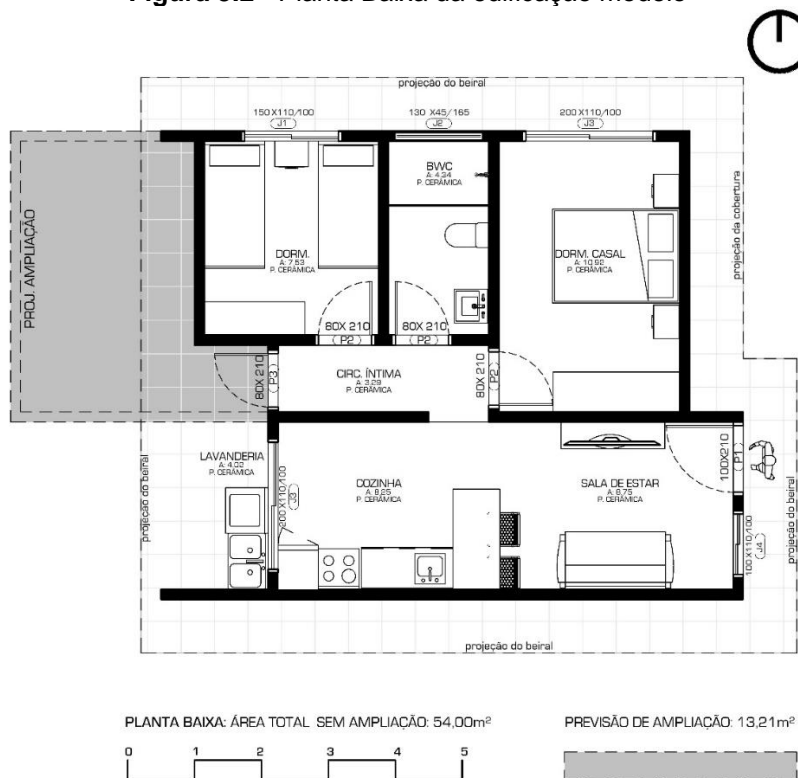 Figura 3.2 - Planta Baixa da edificação modelo
projeção do beiral
150X110/100
J1
130 X45/165
J2
200X110/100
J3
PROJ. AMPLIAÇÃO
BWC
A: 4,34
P. CERÂMICA
DORM.
A: 7,53
P. CERÂMICA
DORM. CASAL
A: 10,92
P. CERÂMICA
projeção da cobertura
80X 210
P2
80X 210
P2
80X 210
P3
CIRC. ÍNTIMA
A: 3,29
P. CERÂMICA
80X 210
P2
LAVANDERIA
A: 4,02
P. CERÂMICA
200X110/100
J3
COZINHA
A: 8,25
P. CERÂMICA
SALA DE ESTAR
A: 8,75
P. CERÂMICA
100X210
P1
100X110/100
J4
projeção do beiral
projeção do beiral
projeção do beiral
PLANTA BAIXA: ÁREA TOTAL SEM AMPLIAÇÃO: 54,00m²
PREVISÃO DE AMPLIAÇÃO: 13,21m²
0 1 2 3 4 5